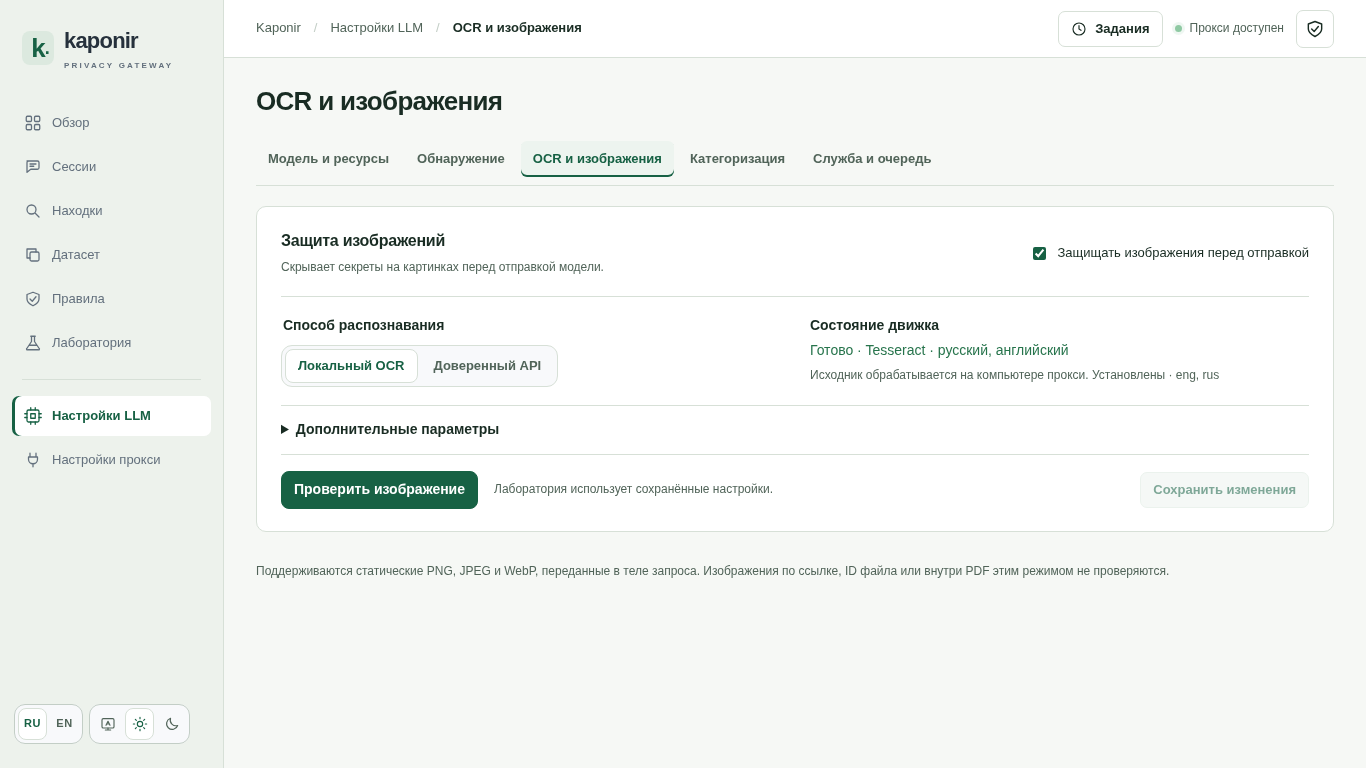 k.
kaponir
PRIVACY GATEWAY
Обзор
Сессии
Находки
Датасет
Правила
Лаборатория
Настройки LLM
Настройки прокси
RU EN
Kaponir / Настройки LLM / OCR и изображения
Задания
Прокси доступен
OCR и изображения
Модель и ресурсы Обнаружение OCR и изображения Категоризация Служба и очередь
Защита изображений
Скрывает секреты на картинках перед отправкой модели.
Защищать изображения перед отправкой
Способ распознавания
Локальный OCR Доверенный API
Состояние движка
Готово · Tesseract · русский, английский
Исходник обрабатывается на компьютере прокси. Установлены · eng, rus
Дополнительные параметры
Проверить изображение
Лаборатория использует сохранённые настройки.
Сохранить изменения
Поддерживаются статические PNG, JPEG и WebP, переданные в теле запроса. Изображения по ссылке, ID файла или внутри PDF этим режимом не проверяются.